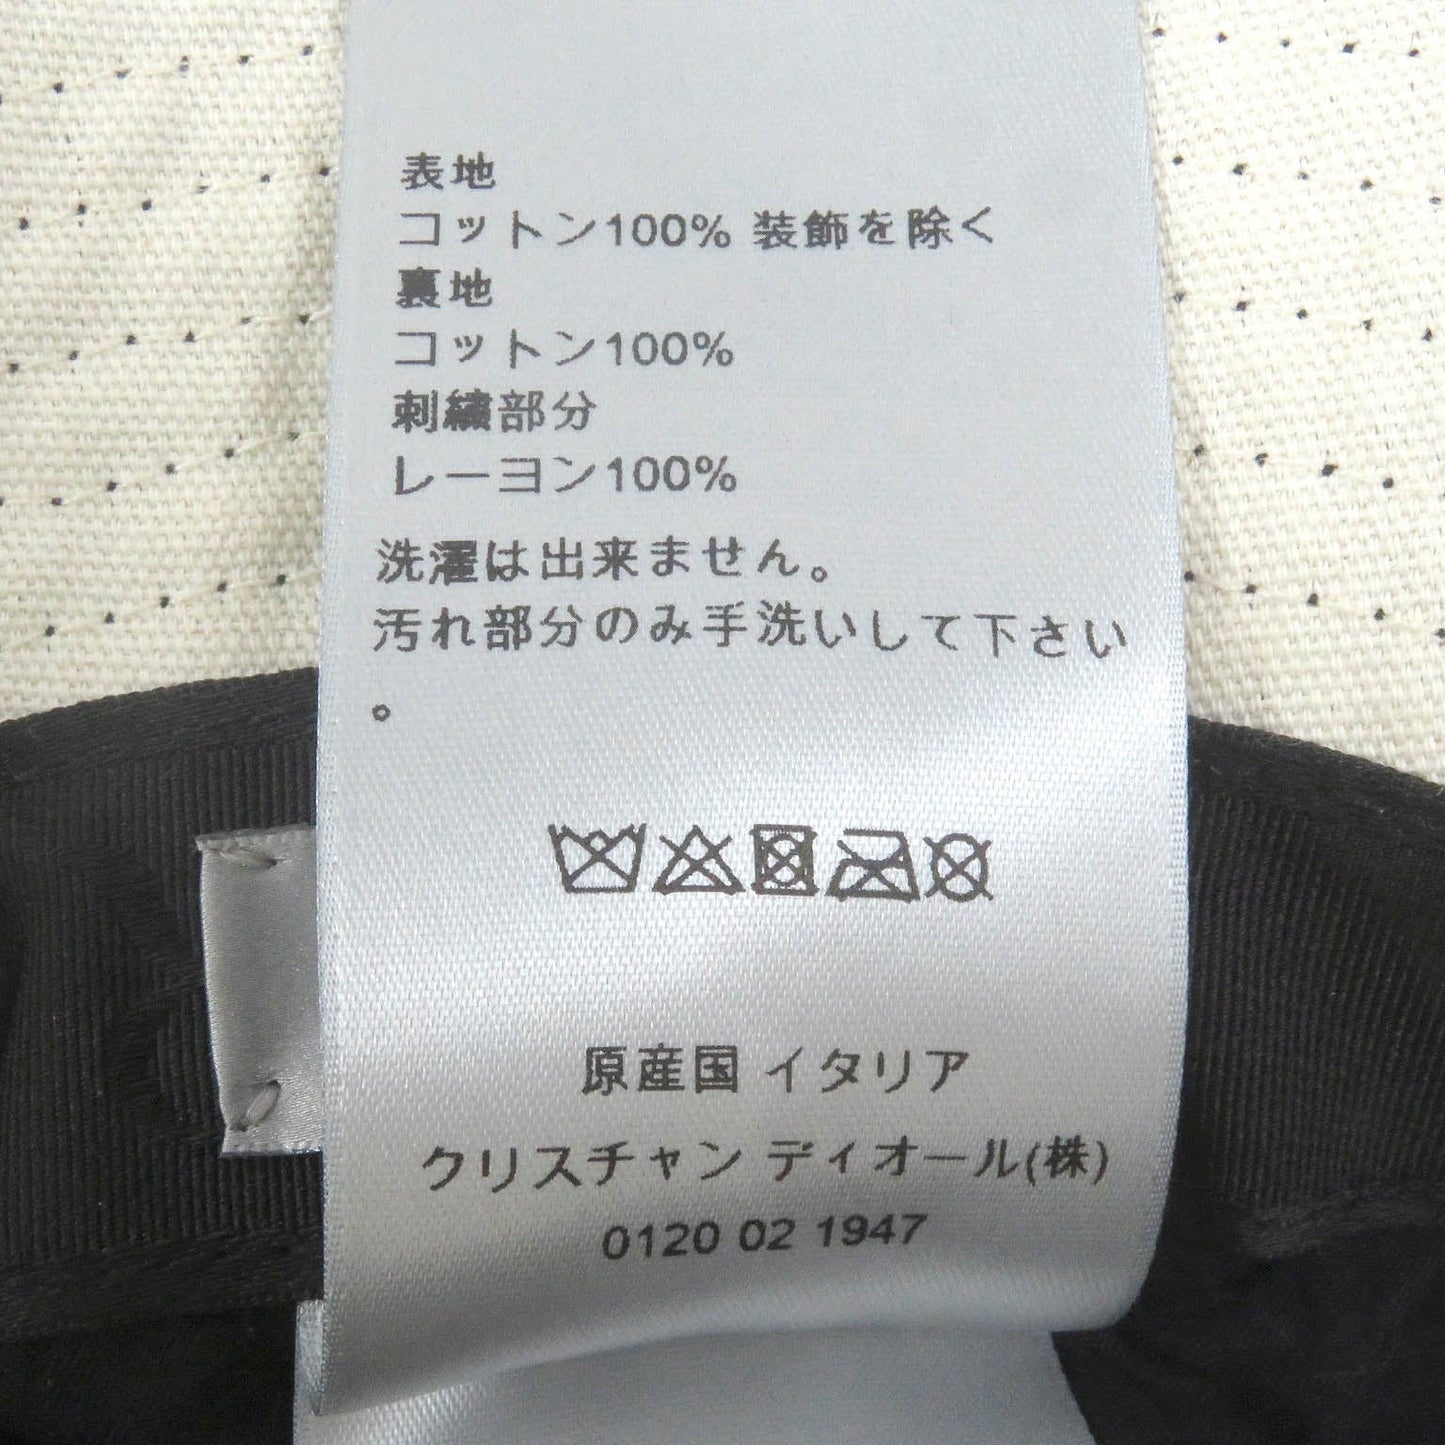 表地
コットン100% 装飾を除く
裏地
コットン100%
刺繍部分
レーヨン100%
洗濯は出来ません。
汚れ部分のみ手洗いして下さい
。
原産国 イタリア
クリスチャン ディオール(株)
0120 02 1947